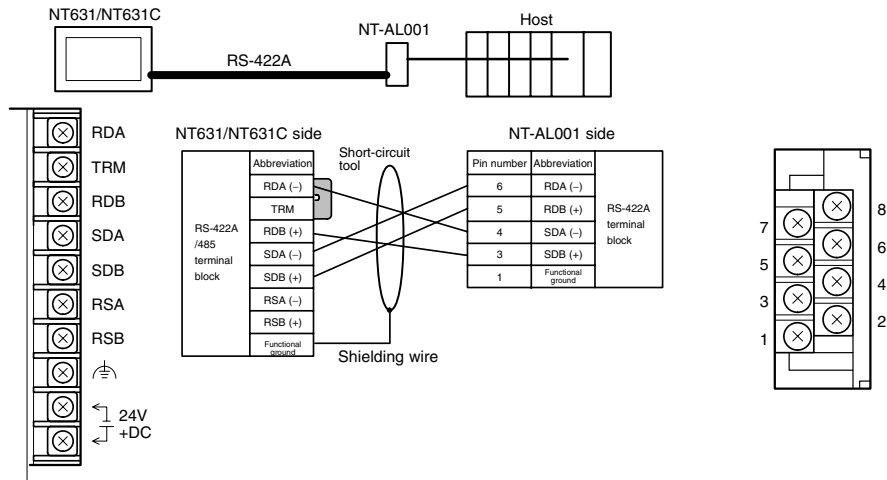 NT631/NT631C
NT-AL001
Host
RS-422A
RDA
TRM
RDB
SDA
SDB
RSA
RSB
24V
+DC
NT631/NT631C side
Short-circuit
tool
NT-AL001 side
Abbreviation
RDA (−)
TRM
RDB (+)
SDA (−)
SDB (+)
RSA (−)
RSB (+)
Functional
ground
RS-422A
/485
terminal
block
Shielding wire
Pin number Abbreviation
6 RDA (−)
5 RDB (+)
4 SDA (−)
3 SDB (+)
1 Functional
ground
RS-422A
terminal
block
8
7
6
5
4
3
2
1